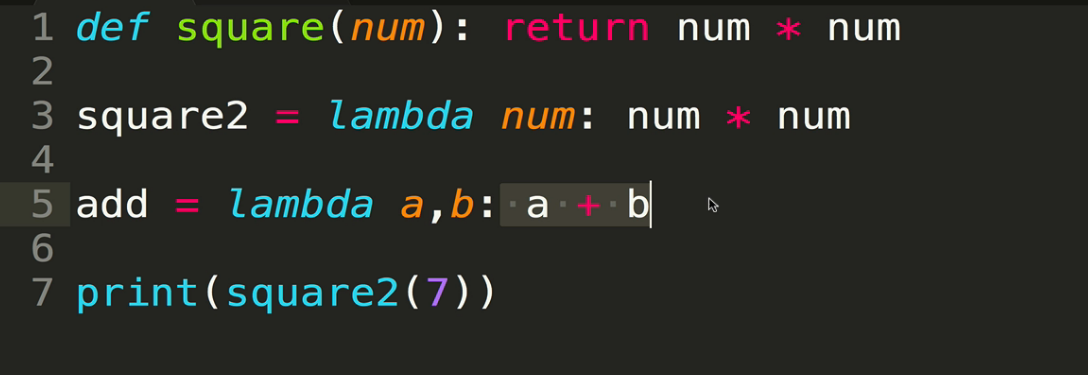 1 def square(num): return num * num
2
3 square2 = lambda num: num * num
4
5 add = lambda a,b: a + b
6
7 print(square2(7))